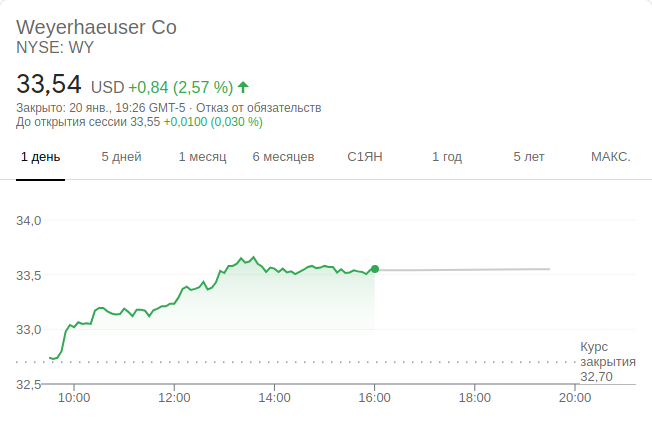 Weyerhaeuser Co
NYSE: WY
33,54 USD +0,84 (2,57 %)
Закрыто: 20 янв., 19:26 GMT-5 · Отказ от обязательств
До открытия сессии 33,55 +0,0100 (0,030 %)
1 день 5 дней 1 месяц 6 месяцев С1ЯН 1 год 5 лет МАКС.
34,0
33,5
33,0
Курс
закрытия
32,70
32,5
10:00 12:00 14:00 16:00 18:00 20:00